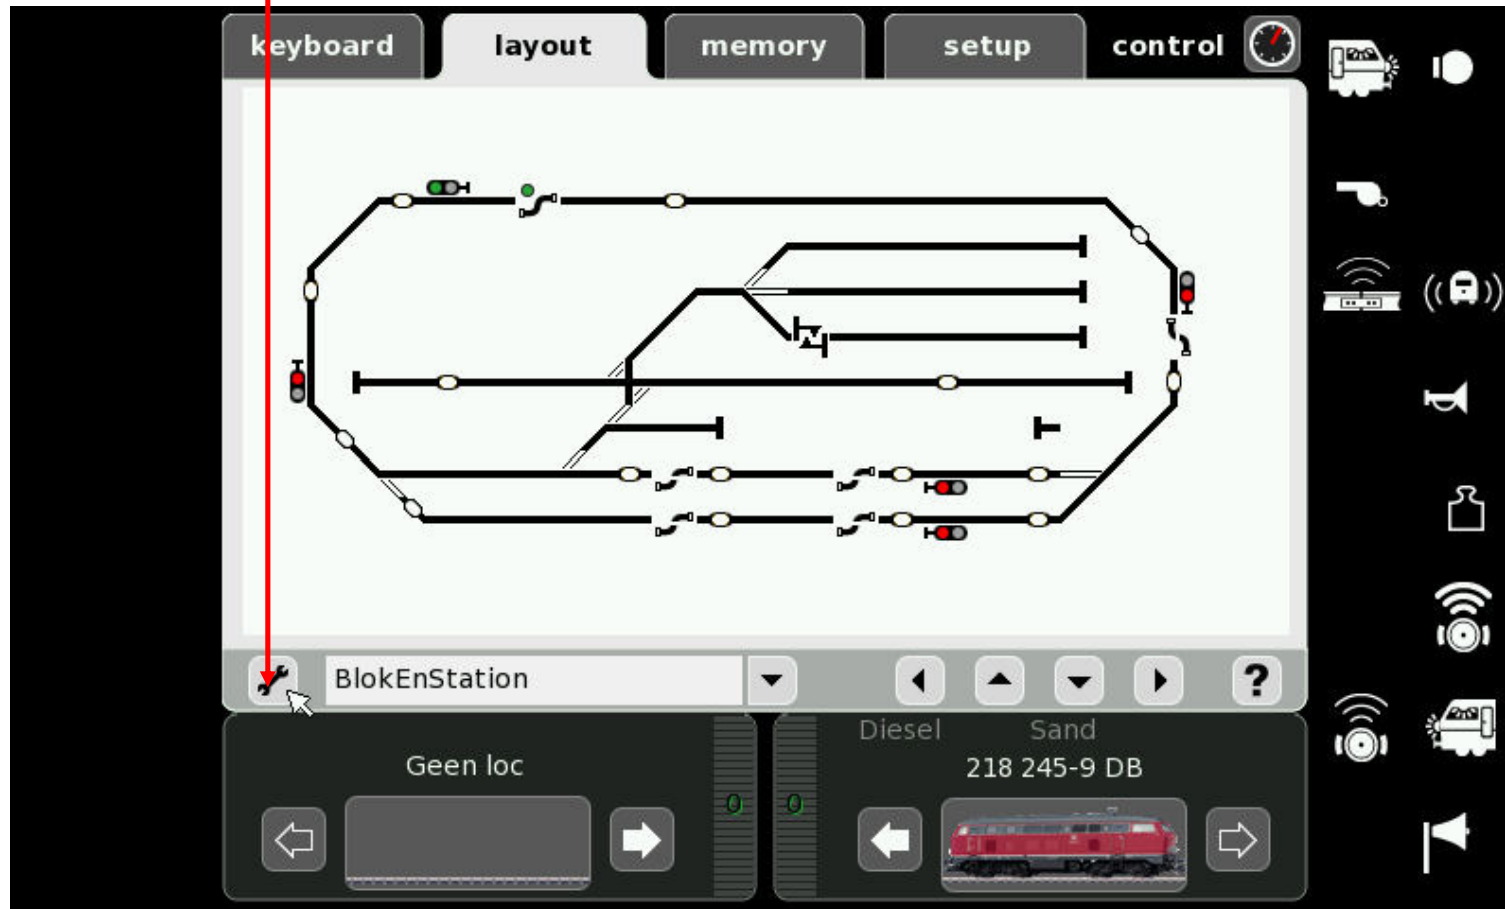 keyboard layout memory setup control
BlokEnStation ?
Diesel Sand
Geen loc 218 245-9 DB
0 0